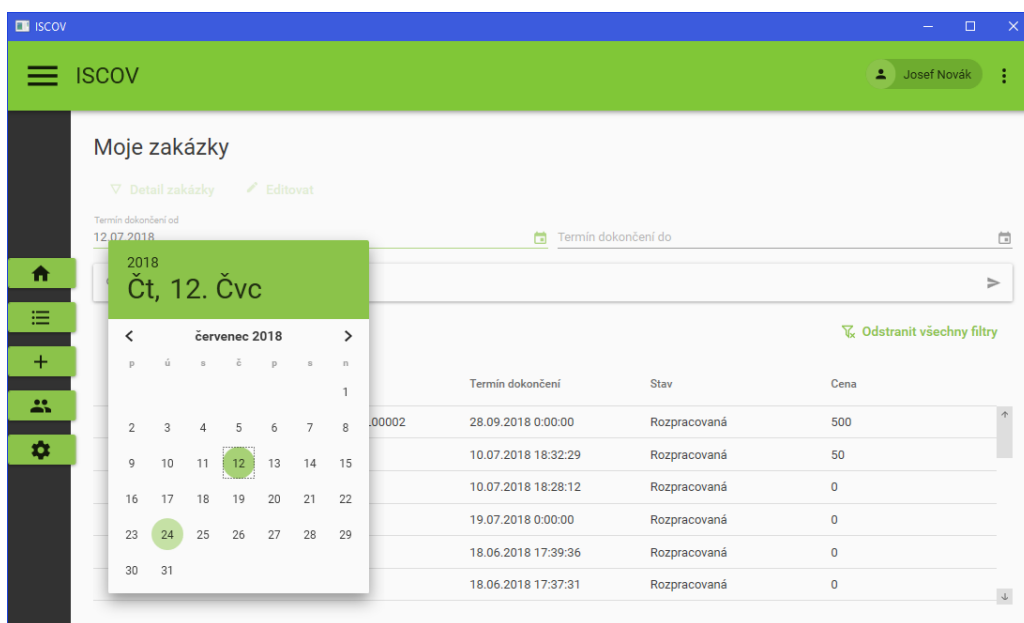 ISCOV
ISCOV
Josef Novák
Moje zakázky
Detail zakázky Editovat
Termín dokončení od
12.07.2018
Termín dokončení do
2018
Čt, 12. Čvc
červenec 2018
Odstranit všechny filtry
p ú s č p s n
1
2 3 4 5 6 7 8
9 10 11 12 13 14 15
16 17 18 19 20 21 22
23 24 25 26 27 28 29
30 31
Termín dokončení Stav Cena
.00002 28.09.2018 0:00:00 Rozpracovaná 500
10.07.2018 18:32:29 Rozpracovaná 50
10.07.2018 18:28:12 Rozpracovaná 0
19.07.2018 0:00:00 Rozpracovaná 0
18.06.2018 17:39:36 Rozpracovaná 0
18.06.2018 17:37:31 Rozpracovaná 0